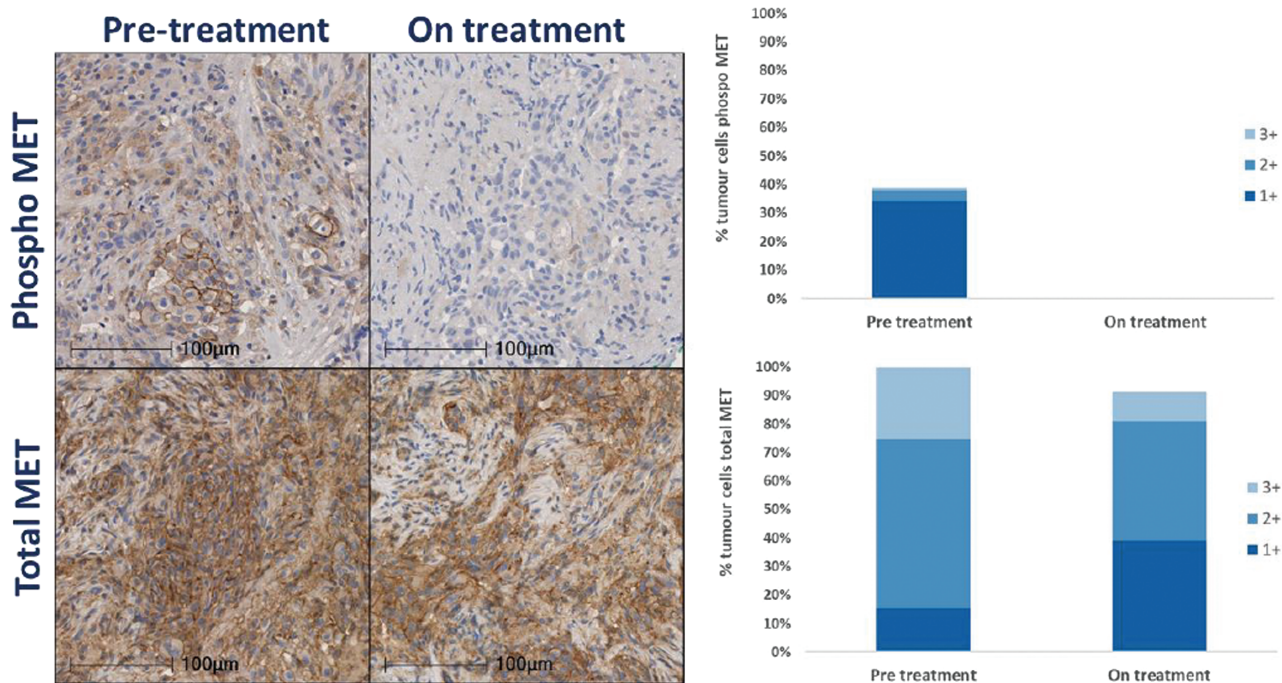 Pre-treatment
On treatment
Phospho MET
100µm
100µm
Total MET
100µm
100µm
100%
90%
80%
70%
60%
50%
40%
30%
20%
10%
0%
% tumour cells phospo MET
Pre treatment
On treatment
3+
2+
1+
100%
90%
80%
70%
60%
50%
40%
30%
20%
10%
0%
% tumour cells total MET
Pre treatment
On treatment
3+
2+
1+